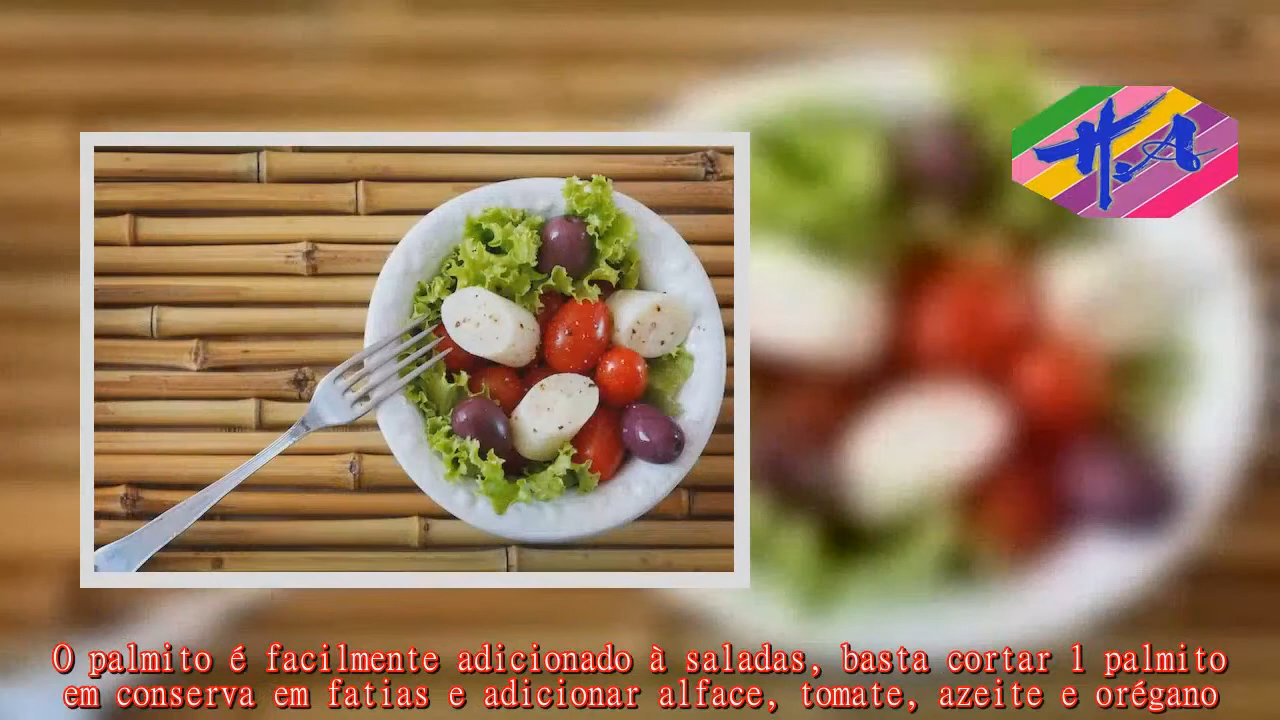 H.A
O palmito é facilmente adicionado à saladas, basta cortar 1 palmito
em conserva em fatias e adicionar alface, tomate, azeite e orégano